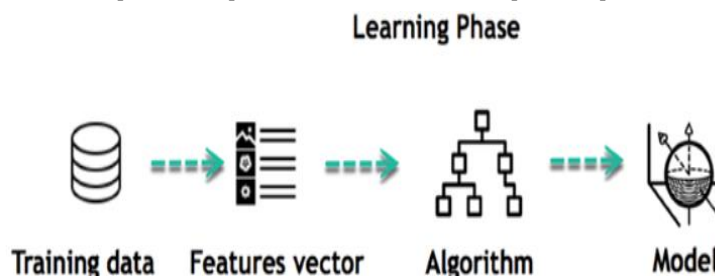 Learning Phase
Training data
Features vector
Algorithm
Model